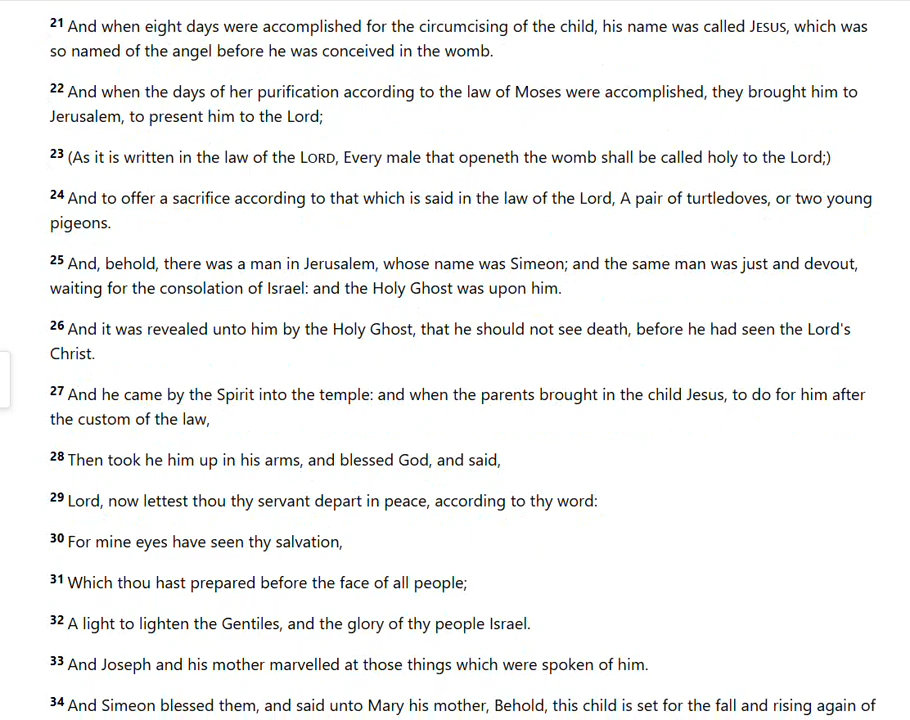 21 And when eight days were accomplished for the circumcising of the child, his name was called JESUS, which was
so named of the angel before he was conceived in the womb.
22 And when the days of her purification according to the law of Moses were accomplished, they brought him to
Jerusalem, to present him to the Lord;
23 (As it is written in the law of the LORD, Every male that openeth the womb shall be called holy to the Lord;)
24 And to offer a sacrifice according to that which is said in the law of the Lord, A pair of turtledoves, or two young
pigeons.
25 And, behold, there was a man in Jerusalem, whose name was Simeon; and the same man was just and devout,
waiting for the consolation of Israel: and the Holy Ghost was upon him.
26 And it was revealed unto him by the Holy Ghost, that he should not see death, before he had seen the Lord's
Christ.
27 And he came by the Spirit into the temple: and when the parents brought in the child Jesus, to do for him after
the custom of the law,
28 Then took he him up in his arms, and blessed God, and said,
29 Lord, now lettest thou thy servant depart in peace, according to thy word:
30 For mine eyes have seen thy salvation,
31 Which thou hast prepared before the face of all people;
32 A light to lighten the Gentiles, and the glory of thy people Israel.
33 And Joseph and his mother marvelled at those things which were spoken of him.
34 And Simeon blessed them, and said unto Mary his mother, Behold, this child is set for the fall and rising again of